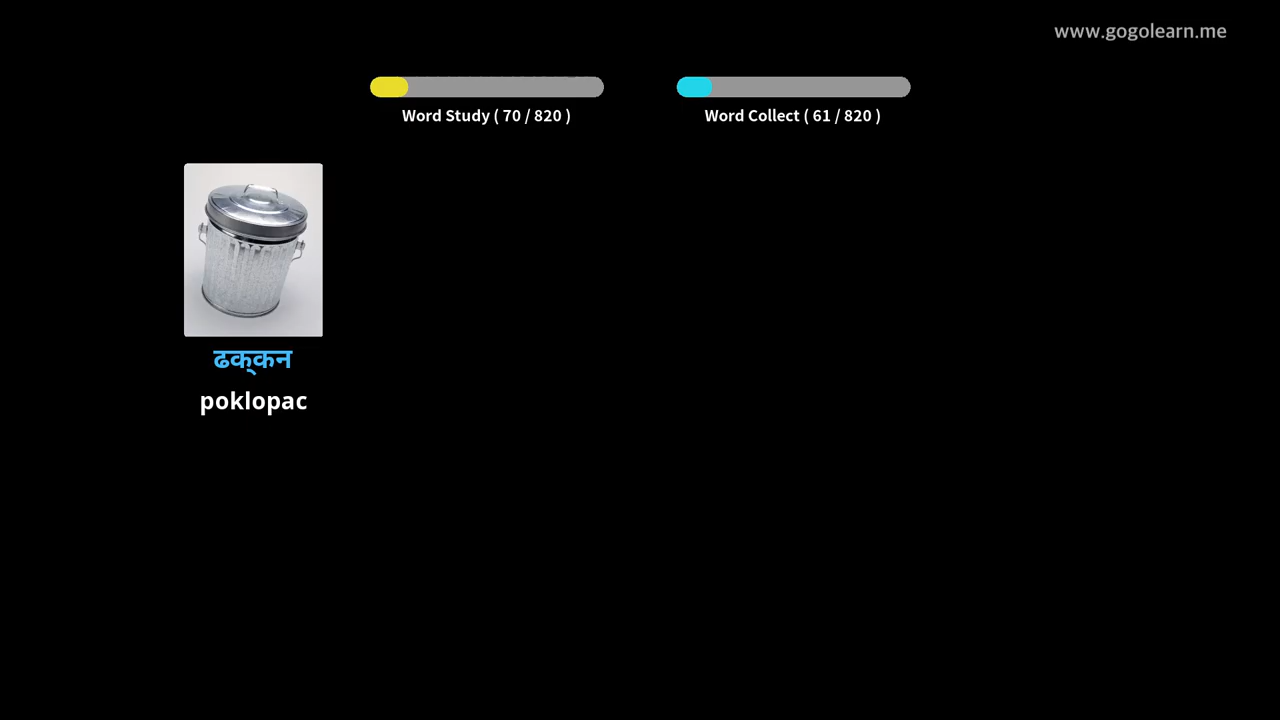 www.gogolearn.me
Word Study ( 70 / 820 )
Word Collect ( 61 / 820 )
ढक्कन
poklopac